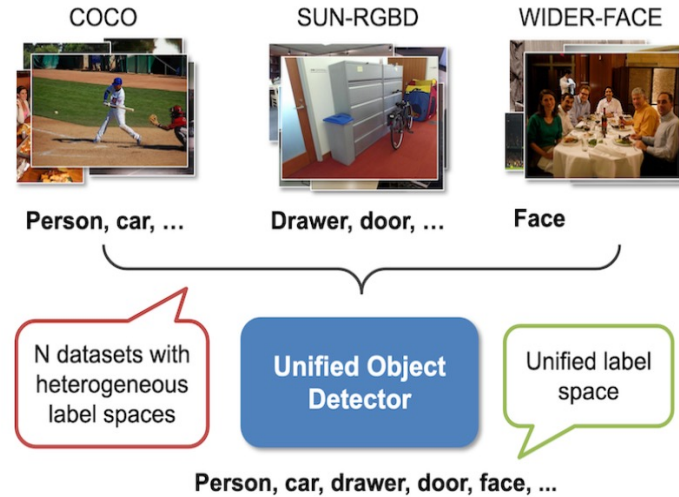 COCO
SUN-RGBD
WIDER-FACE
Person, car, ...
Drawer, door, ...
Face
N datasets with
heterogeneous
label spaces
Unified Object
Detector
Unified label
space
Person, car, drawer, door, face, ...